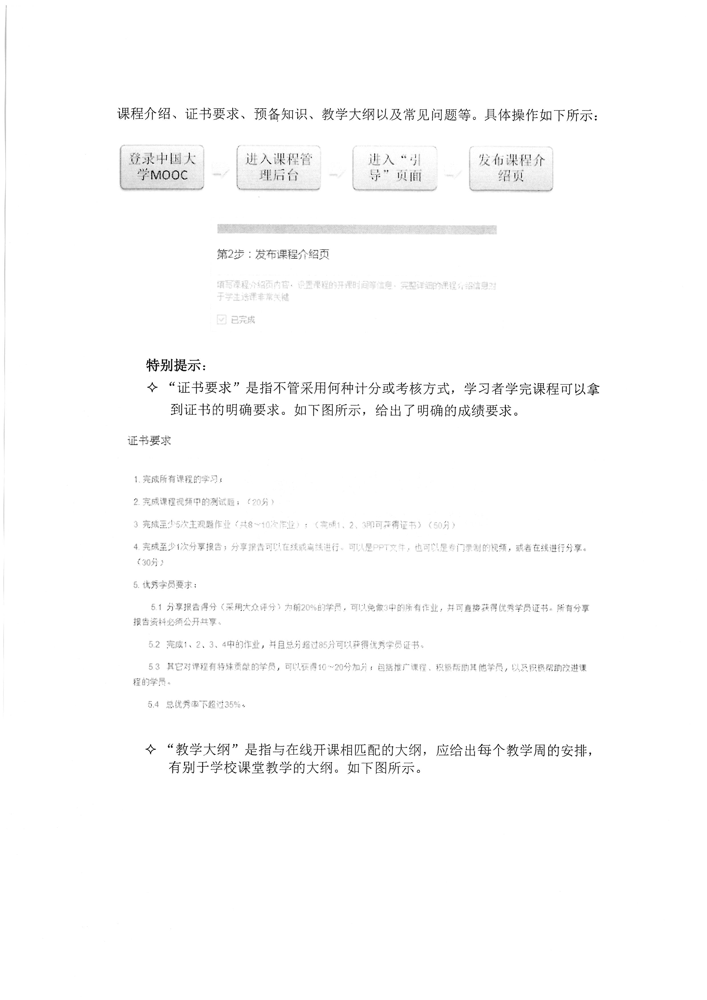 课程介绍、证书要求、预备知识、教学大纲以及常见问题等。具体操作如下所示：
登录中国大
学MOOC
进入课程管
理后台
进入“引
导”页面
发布课程介
绍页
第2步：发布课程介绍页
填写课程介绍页内容，设置课程的开课时间等信息，完整详细的课程介绍信息对
于学生选课非常关键
已完成
特别提示：
✧ “证书要求”是指不管采用何种计分或考核方式，学习者学完课程可以拿
到证书的明确要求。如下图所示，给出了明确的成绩要求。
证书要求
1. 完成所有课程的学习；
2. 完成课程视频中的测试题；（20分）
3 完成至少5次主观题作业（共8～10次作业）；（完成1、2、3即可获得证书）（50分）
4. 完成至少1次分享报告；分享报告可以在线或离线进行。可以是PPT文件，也可以是专门录制的视频，或者在线进行分享。
（30分）
5. 优秀学员要求：
5.1 分享报告得分（采用大众评分）为前20%的学员，可以免做3中的所有作业，并可直接获得优秀学员证书。所有分享
报告资料必须公开共享。
5.2 完成1、2、3、4中的作业，并且总分超过85分可以获得优秀学员证书。
5.3 其它对课程有特殊贡献的学员，可以获得10～20分加分；包括推广课程、积极帮助其他学员，以及积极帮助改进课
程的学员。
5.4 总优秀率不超过35%。
✧ “教学大纲”是指与在线开课相匹配的大纲，应给出每个教学周的安排，
有别于学校课堂教学的大纲。如下图所示。